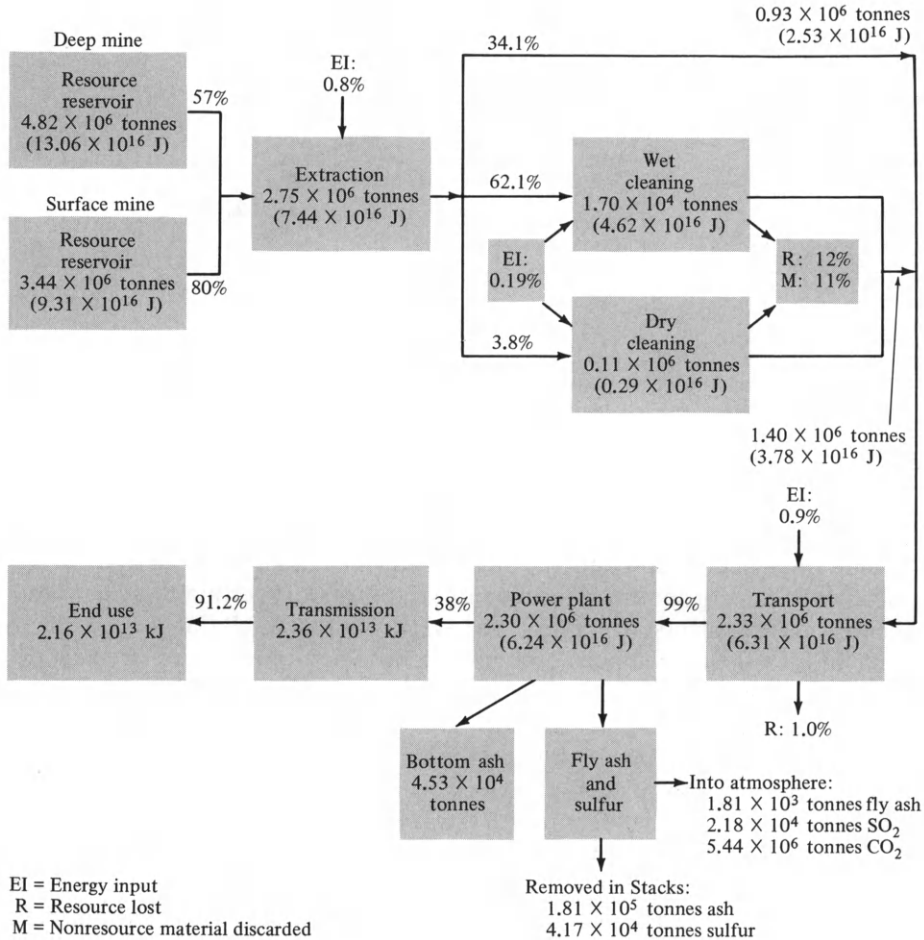 Deep mine
Resource
reservoir
4.82 × 10⁶ tonnes
(13.06 × 10¹⁶ J)
57%
Surface mine
Resource
reservoir
3.44 × 10⁶ tonnes
(9.31 × 10¹⁶ J)
80%
EI:
0.8%
Extraction
2.75 × 10⁶ tonnes
(7.44 × 10¹⁶ J)
34.1%
0.93 × 10⁶ tonnes
(2.53 × 10¹⁶ J)
62.1%
Wet
cleaning
1.70 × 10⁴ tonnes
(4.62 × 10¹⁶ J)
EI:
0.19%
R: 12%
M: 11%
3.8%
Dry
cleaning
0.11 × 10⁶ tonnes
(0.29 × 10¹⁶ J)
1.40 × 10⁶ tonnes
(3.78 × 10¹⁶ J)
EI:
0.9%
Transport
2.33 × 10⁶ tonnes
(6.31 × 10¹⁶ J)
R: 1.0%
99%
Power plant
2.30 × 10⁶ tonnes
(6.24 × 10¹⁶ J)
38%
Transmission
2.36 × 10¹³ kJ
91.2%
End use
2.16 × 10¹³ kJ
Bottom ash
4.53 × 10⁴
tonnes
Fly ash
and
sulfur
Into atmosphere:
1.81 × 10³ tonnes fly ash
2.18 × 10⁴ tonnes SO₂
5.44 × 10⁶ tonnes CO₂
Removed in Stacks:
1.81 × 10⁵ tonnes ash
4.17 × 10⁴ tonnes sulfur
EI = Energy input
R = Resource lost
M = Nonresource material discarded